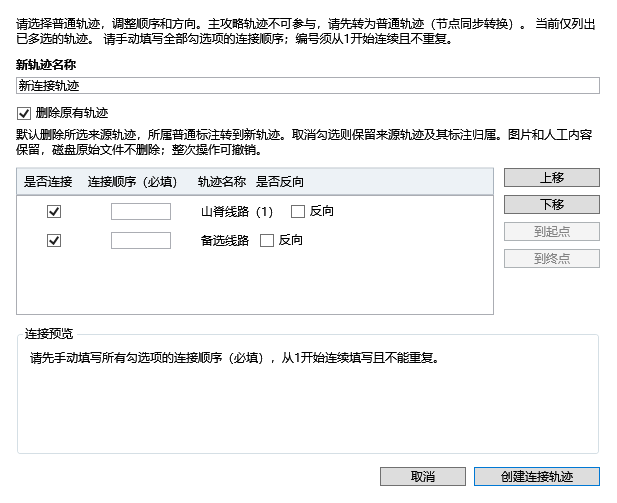 请选择普通轨迹，调整顺序和方向。主攻略轨迹不可参与，请先转为普通轨迹（节点同步转换）。 当前仅列出
已多选的轨迹。 请手动填写全部勾选项的连接顺序；编号须从1开始连续且不重复。
新轨迹名称
新连接轨迹
删除原有轨迹
默认删除所选来源轨迹，所属普通标注转到新轨迹。取消勾选则保留来源轨迹及其标注归属。图片和人工内容
保留，磁盘原始文件不删除；整次操作可撤销。
是否连接 连接顺序（必填） 轨迹名称 是否反向
山脊线路（1） 反向
备选线路 反向
上移
下移
到起点
到终点
连接预览
请先手动填写所有勾选项的连接顺序（必填），从1开始连续填写且不能重复。
取消 创建连接轨迹